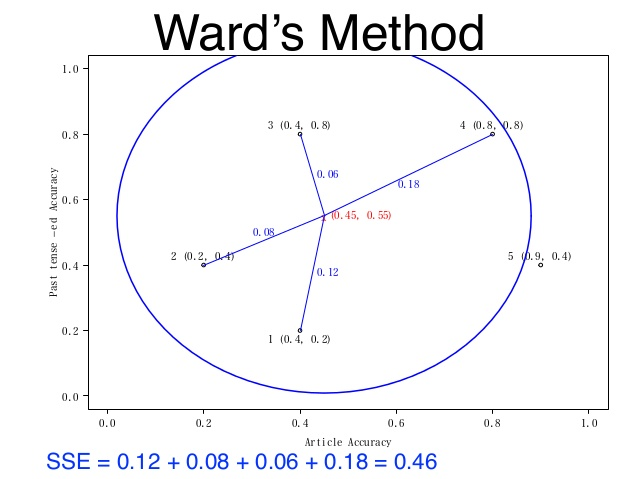 Ward's Method
1.0
0.8
0.6
0.4
0.2
0.0
Past tense -ed Accuracy
3 (0.4, 0.8)
4 (0.8, 0.8)
0.06
0.18
(0.45, 0.55)
0.08
2 (0.2, 0.4)
5 (0.9, 0.4)
0.12
1 (0.4, 0.2)
0.0 0.2 0.4 0.6 0.8 1.0
Article Accuracy
SSE = 0.12 + 0.08 + 0.06 + 0.18 = 0.46